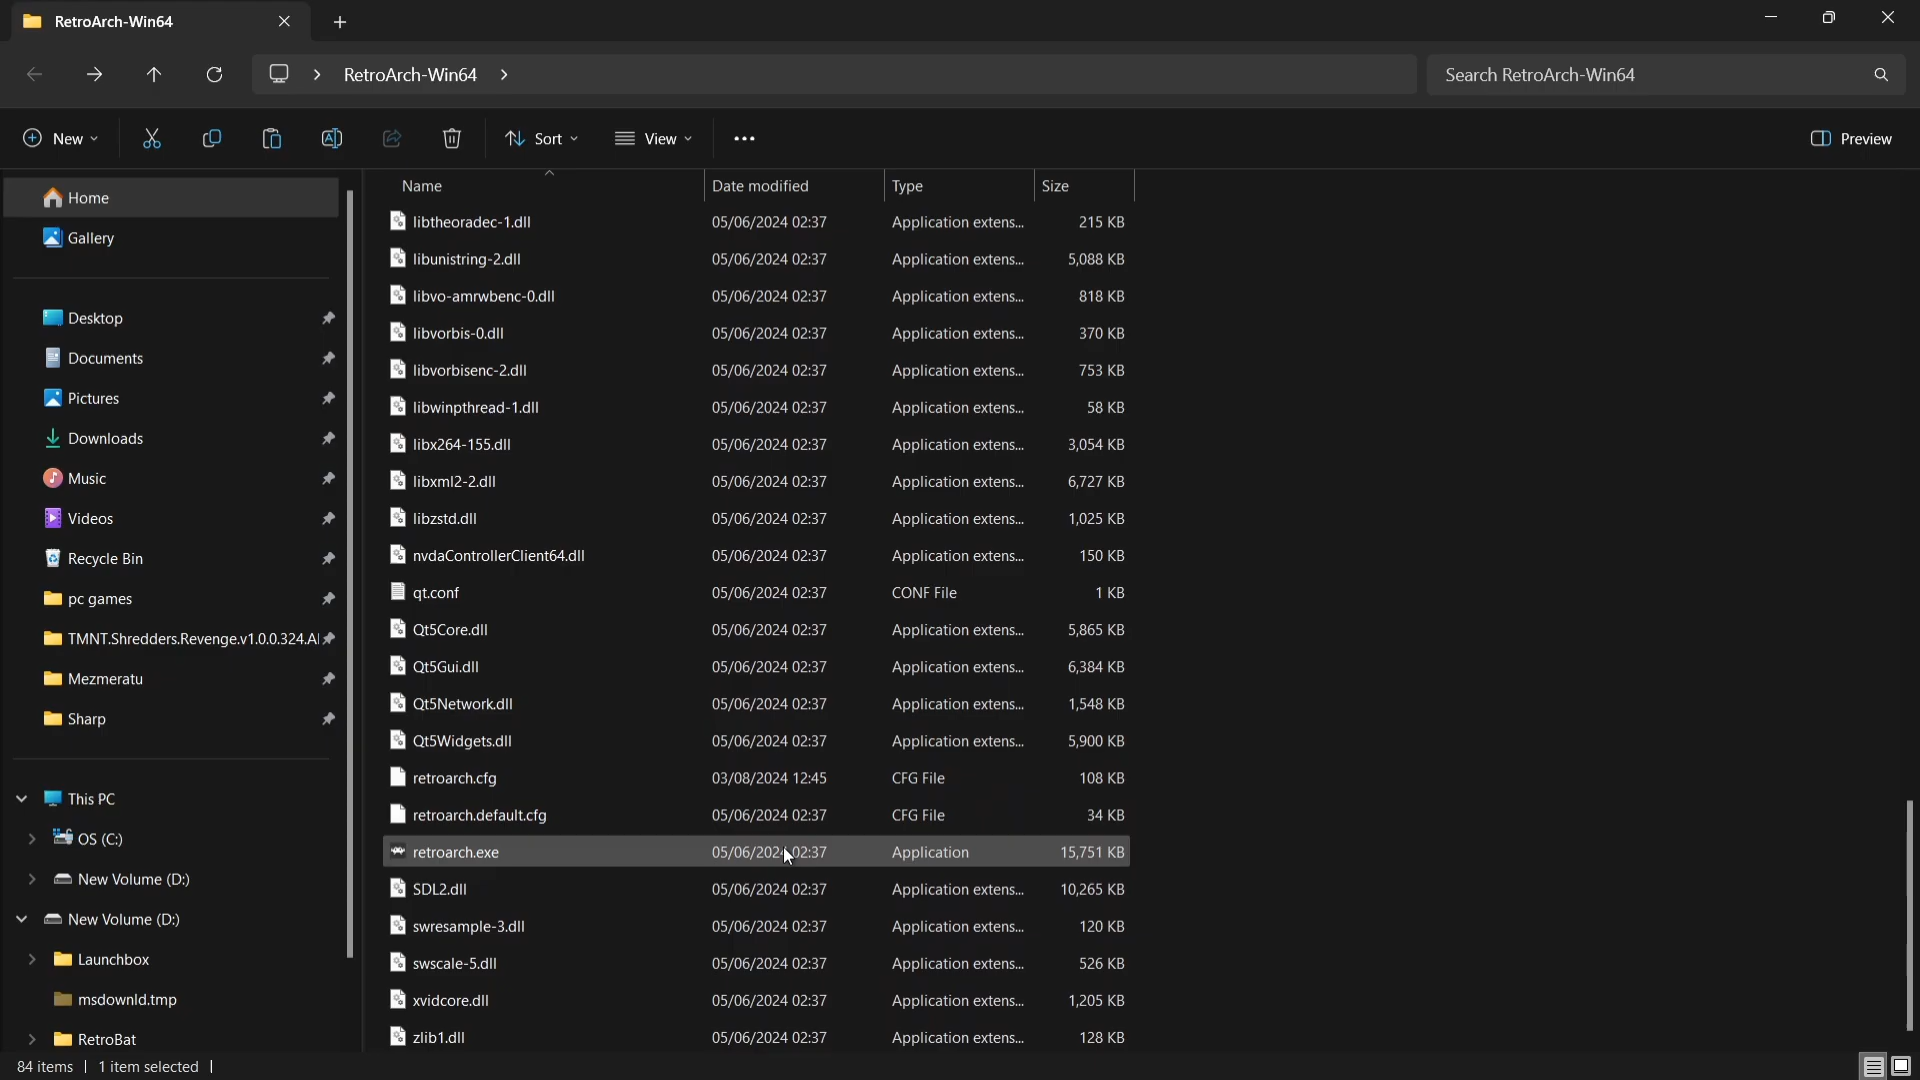 RetroArch-Win64
RetroArch-Win64
Search RetroArch-Win64
New
Sort
View
Preview
Home
Gallery
Desktop
Documents
Pictures
Downloads
Music
Videos
Recycle Bin
pc games
TMNT.Shredders.Revenge.v1.0.0.324.Al
Mezmeratu
Sharp
This PC
OS (C:)
New Volume (D:)
New Volume (D:)
Launchbox
msdownld.tmp
RetroBat
Name Date modified Type Size
libtheoradec-1.dll 05/06/2024 02:37 Application extens... 215 KB
libunistring-2.dll 05/06/2024 02:37 Application extens... 5,088 KB
libvo-amrwbenc-0.dll 05/06/2024 02:37 Application extens... 818 KB
libvorbis-0.dll 05/06/2024 02:37 Application extens... 370 KB
libvorbisenc-2.dll 05/06/2024 02:37 Application extens... 753 KB
libwinpthread-1.dll 05/06/2024 02:37 Application extens... 58 KB
libx264-155.dll 05/06/2024 02:37 Application extens... 3,054 KB
libxml2-2.dll 05/06/2024 02:37 Application extens... 6,727 KB
libzstd.dll 05/06/2024 02:37 Application extens... 1,025 KB
nvdaControllerClient64.dll 05/06/2024 02:37 Application extens... 150 KB
qt.conf 05/06/2024 02:37 CONF File 1 KB
Qt5Core.dll 05/06/2024 02:37 Application extens... 5,865 KB
Qt5Gui.dll 05/06/2024 02:37 Application extens... 6,384 KB
Qt5Network.dll 05/06/2024 02:37 Application extens... 1,548 KB
Qt5Widgets.dll 05/06/2024 02:37 Application extens... 5,900 KB
retroarch.cfg 03/08/2024 12:45 CFG File 108 KB
retroarch.default.cfg 05/06/2024 02:37 CFG File 34 KB
retroarch.exe 05/06/2024 02:37 Application 15,751 KB
SDL2.dll 05/06/2024 02:37 Application extens... 10,265 KB
swresample-3.dll 05/06/2024 02:37 Application extens... 120 KB
swscale-5.dll 05/06/2024 02:37 Application extens... 526 KB
xvidcore.dll 05/06/2024 02:37 Application extens... 1,205 KB
zlib1.dll 05/06/2024 02:37 Application extens... 128 KB
84 items 1 item selected